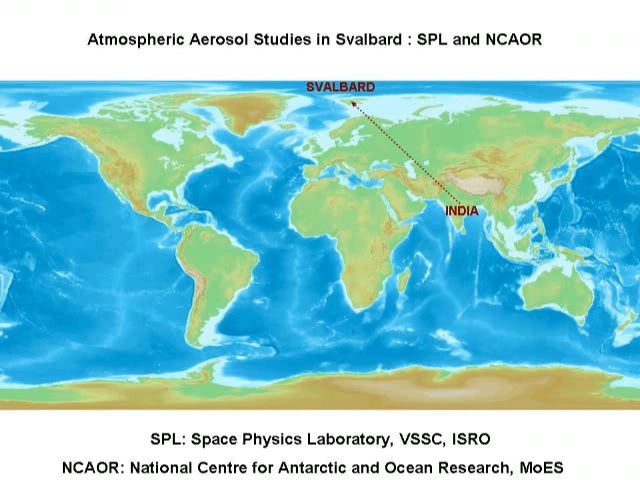 Atmospheric Aerosol Studies in Svalbard : SPL and NCAOR
SVALBARD
INDIA
SPL: Space Physics Laboratory, VSSC, ISRO
NCAOR: National Centre for Antarctic and Ocean Research, MoES